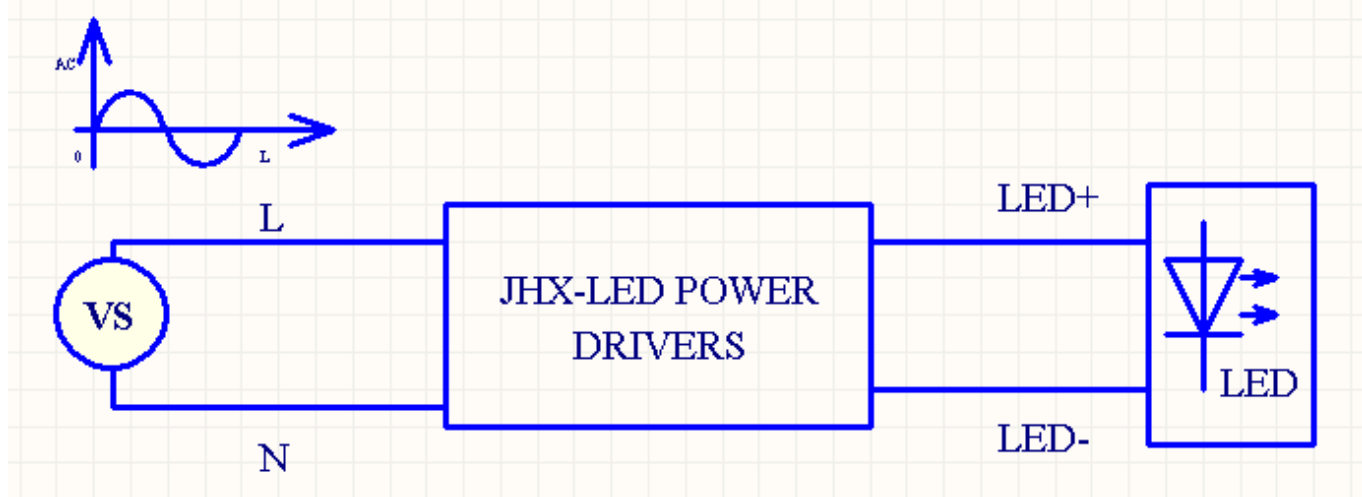 AC
0
L
L
LED+
VS
JHX-LED POWER
DRIVERS
LED
LED-
N